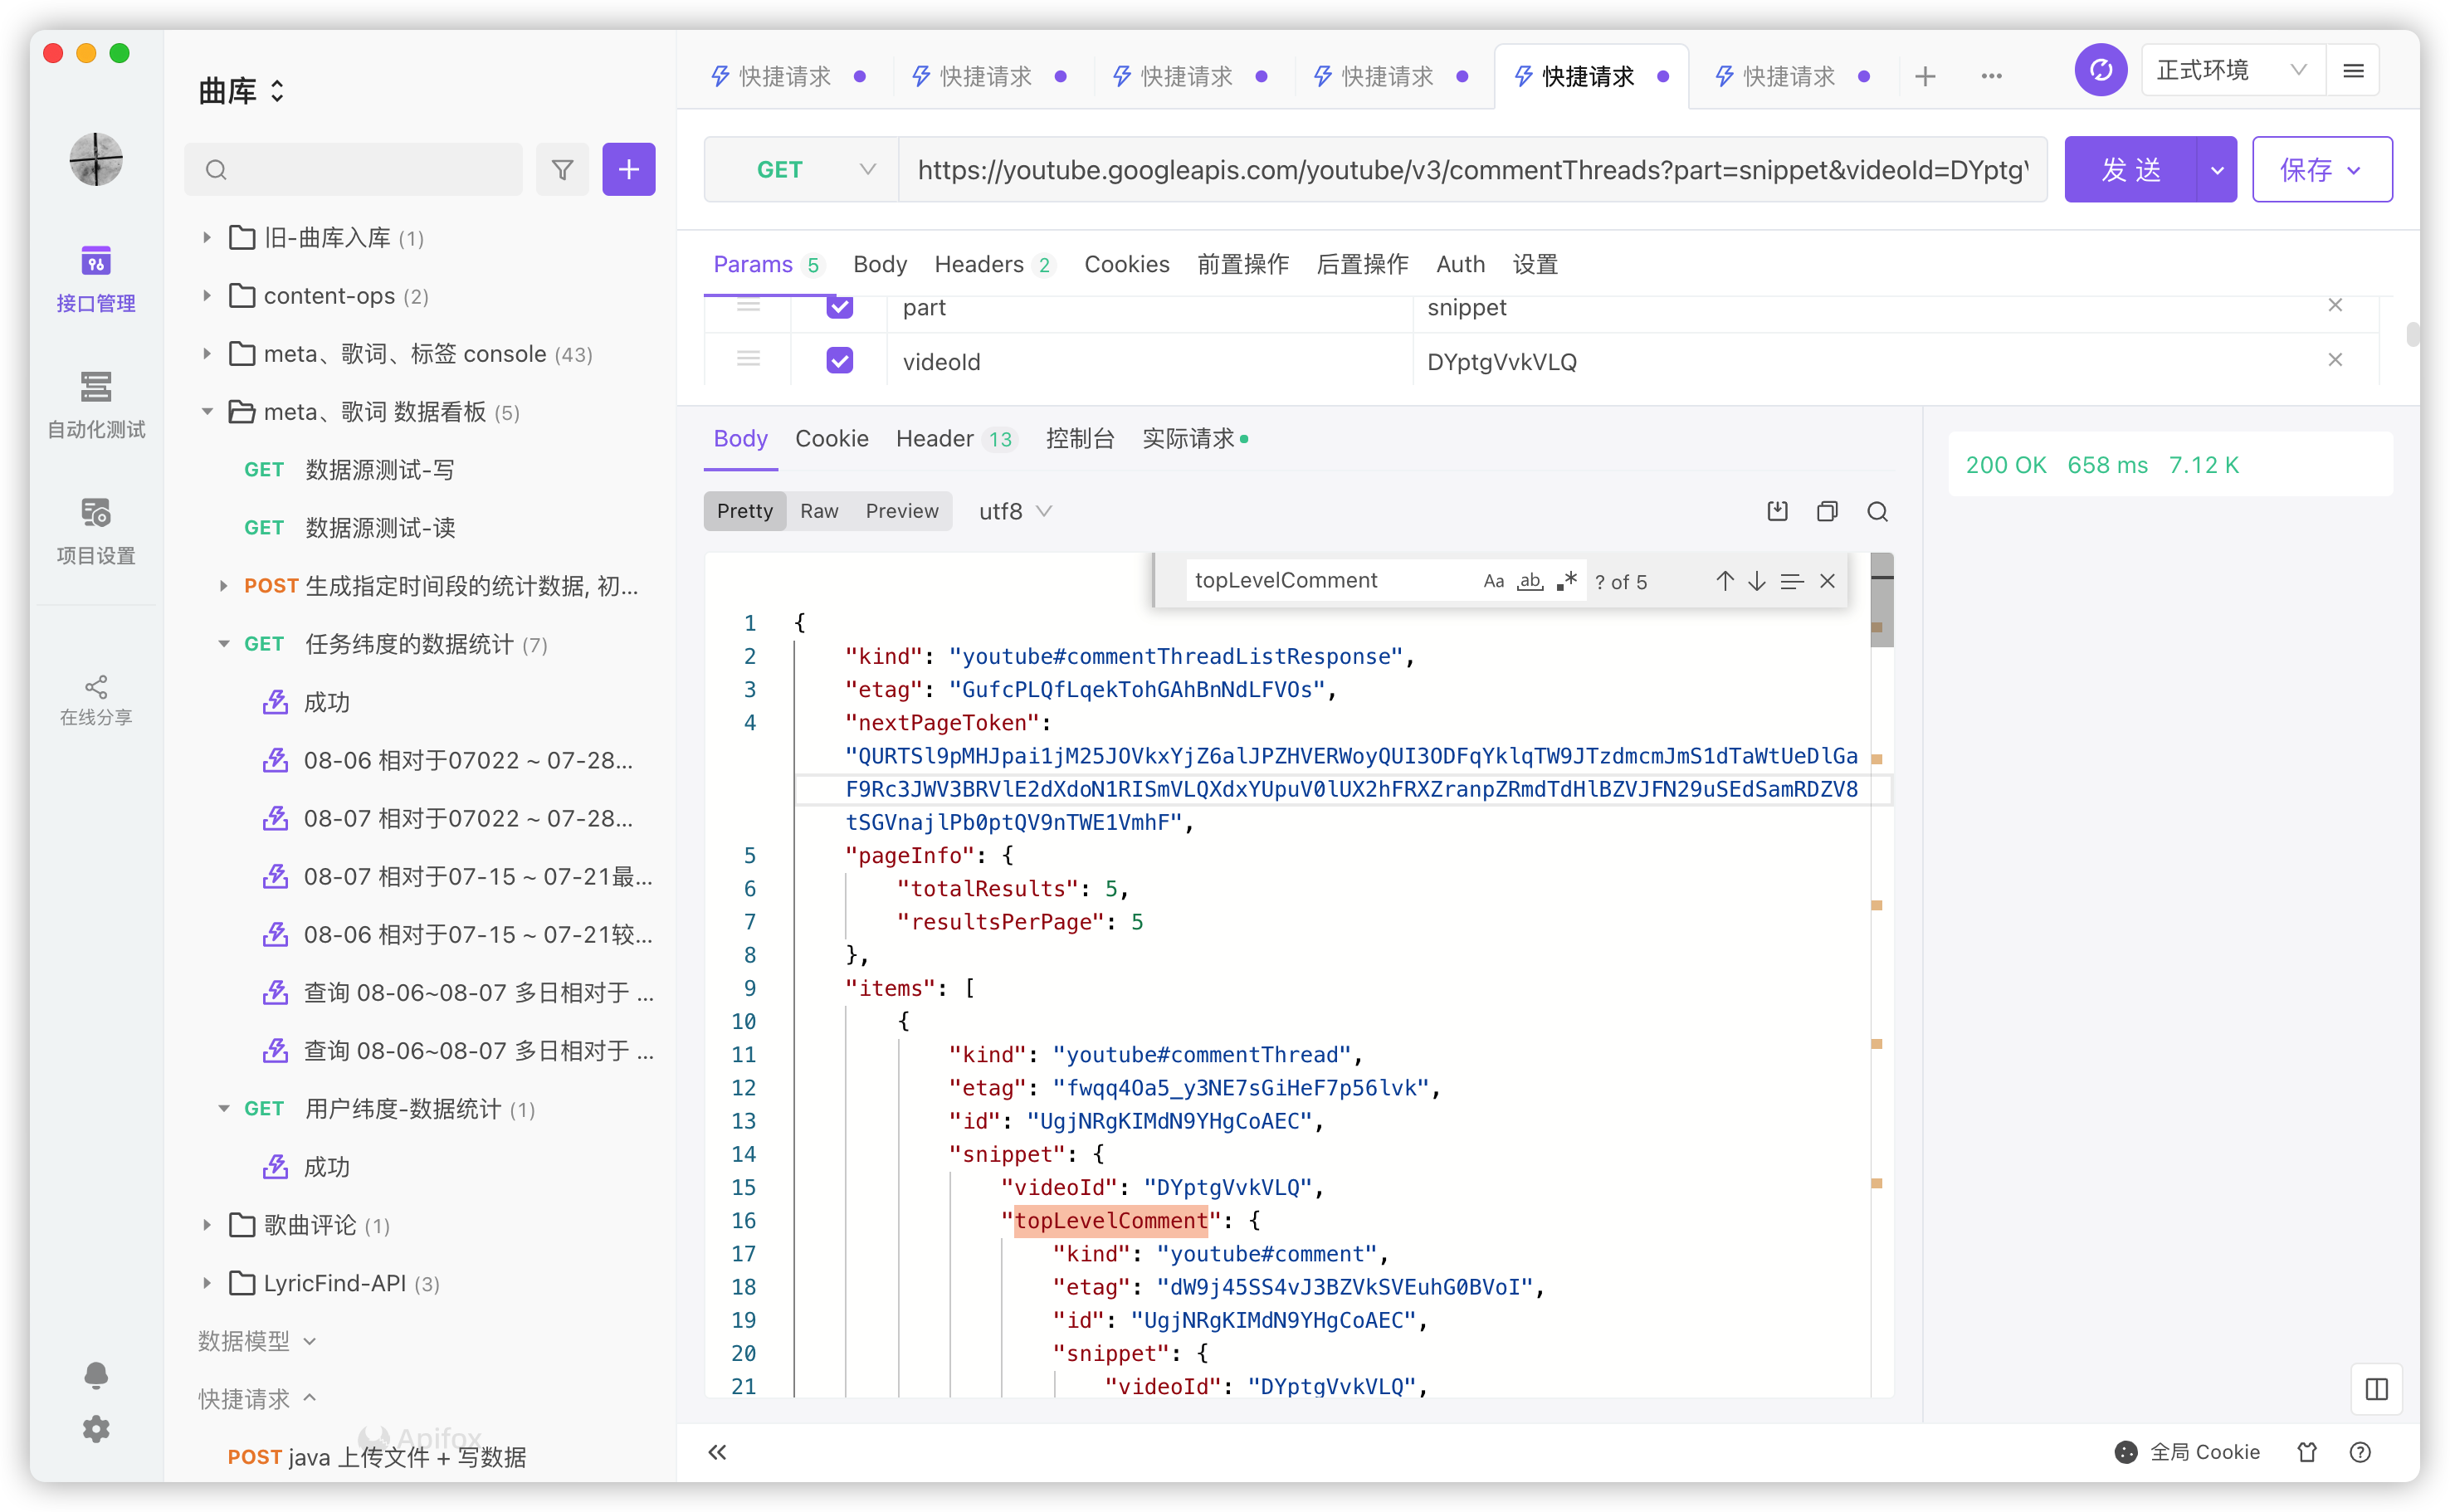 曲库
接口管理
自动化测试
项目设置
在线分享
旧-曲库入库 (1)
content-ops (2)
meta、歌词、标签 console (43)
meta、歌词 数据看板 (5)
GET 数据源测试-写
GET 数据源测试-读
POST 生成指定时间段的统计数据, 初...
GET 任务纬度的数据统计 (7)
成功
08-06 相对于07022 ~ 07-28...
08-07 相对于07022 ~ 07-28...
08-07 相对于07-15 ~ 07-21最...
08-06 相对于07-15 ~ 07-21较...
查询 08-06~08-07 多日相对于 ...
查询 08-06~08-07 多日相对于 ...
GET 用户纬度-数据统计 (1)
成功
歌曲评论 (1)
LyricFind-API (3)
数据模型
快捷请求
Apifox
POST java 上传文件 + 写数据
快捷请求 快捷请求 快捷请求 快捷请求 快捷请求 快捷请求
正式环境
GET https://youtube.googleapis.com/youtube/v3/commentThreads?part=snippet&videoId=DYptg
发 送 保存
Params 5 Body Headers 2 Cookies 前置操作 后置操作 Auth 设置
part snippet
videoId DYptgVvkVLQ
Body Cookie Header 13 控制台 实际请求
200 OK 658 ms 7.12 K
Pretty Raw Preview utf8
topLevelComment Aa ab .* ? of 5
1 {
2 "kind": "youtube#commentThreadListResponse",
3 "etag": "GufcPLQfLqekTohGAhBnNdLFVOs",
4 "nextPageToken":
"QURTSl9pMHJpai1jM25JOVkxYjZ6alJPZHVERWoyQUI3ODFqYklqTW9JTzdmcmJmS1dTaWtUeDlGa
F9Rc3JWV3BRVlE2dXdoN1RISmVLQXdxYUpuV0lUX2hFRXZranpZRmdTdHlBZVJFN29uSEdSamRDZV8
tSGVnajlPb0ptQV9nTWE1VmhF",
5 "pageInfo": {
6 "totalResults": 5,
7 "resultsPerPage": 5
8 },
9 "items": [
10 {
11 "kind": "youtube#commentThread",
12 "etag": "fwqq4Oa5_y3NE7sGiHeF7p56lvk",
13 "id": "UgjNRgKIMdN9YHgCoAEC",
14 "snippet": {
15 "videoId": "DYptgVvkVLQ",
16 "topLevelComment": {
17 "kind": "youtube#comment",
18 "etag": "dW9j45SS4vJ3BZVkSVEuhG0BVoI",
19 "id": "UgjNRgKIMdN9YHgCoAEC",
20 "snippet": {
21 "videoId": "DYptgVvkVLQ",
全局 Cookie